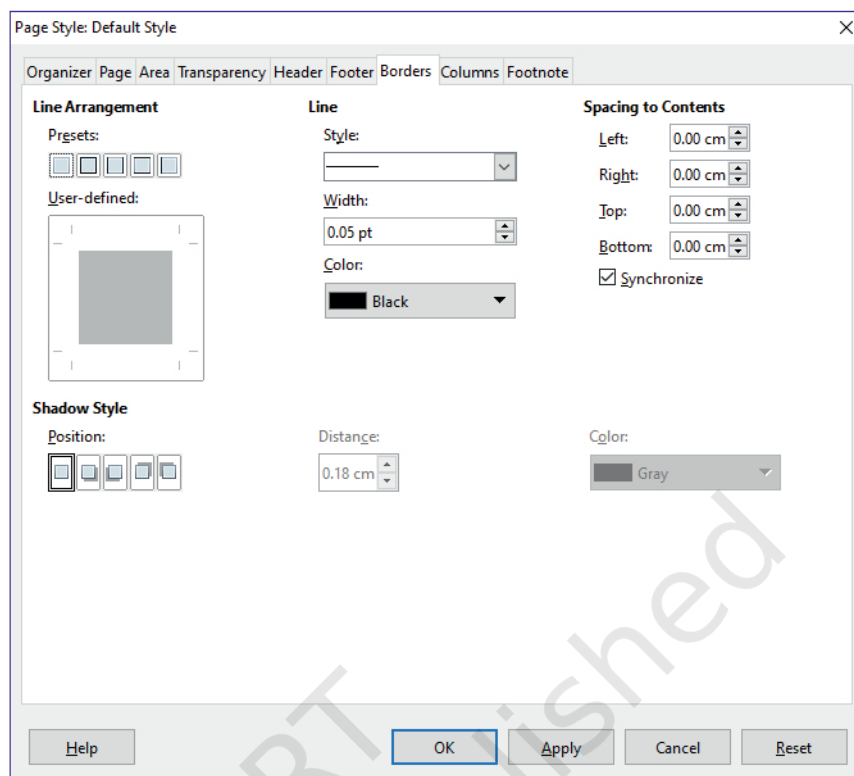 Page Style: Default Style
Organizer Page Area Transparency Header Footer Borders Columns Footnote
Line Arrangement
Presets:
User-defined:
Line
Style:
Width:
0.05 pt
Color:
Black
Spacing to Contents
Left: 0.00 cm
Right: 0.00 cm
Top: 0.00 cm
Bottom: 0.00 cm
Synchronize
Shadow Style
Position:
Distance:
0.18 cm
Color:
Gray
Help OK Apply Cancel Reset